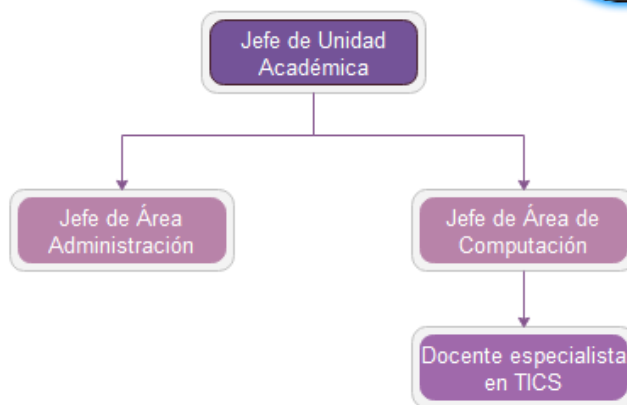 Jefe de Unidad
Académica
Jefe de Área
Administración
Jefe de Área de
Computación
Docente especialista
en TICS